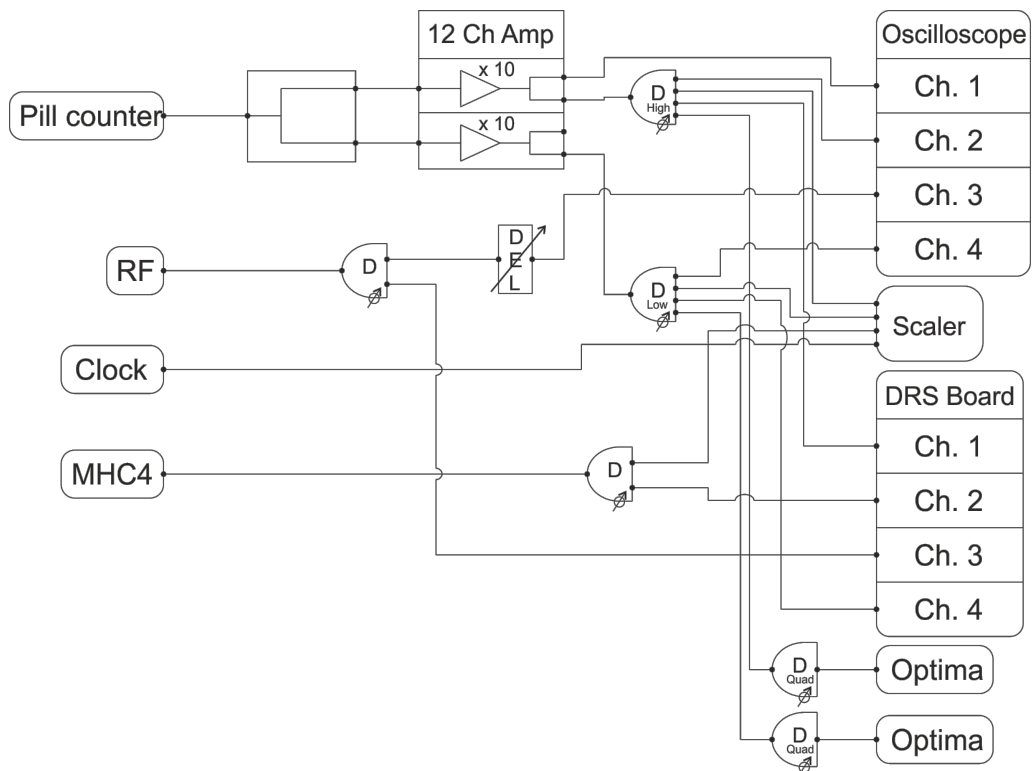 12 Ch Amp
Oscilloscope
x 10
D
High
Ch. 1
Pill counter
x 10
Ch. 2
Ch. 3
D
E
L
Ch. 4
RF
D
D
Low
Scaler
Clock
DRS Board
Ch. 1
MHC4
D
Ch. 2
Ch. 3
Ch. 4
D
Quad
Optima
D
Quad
Optima